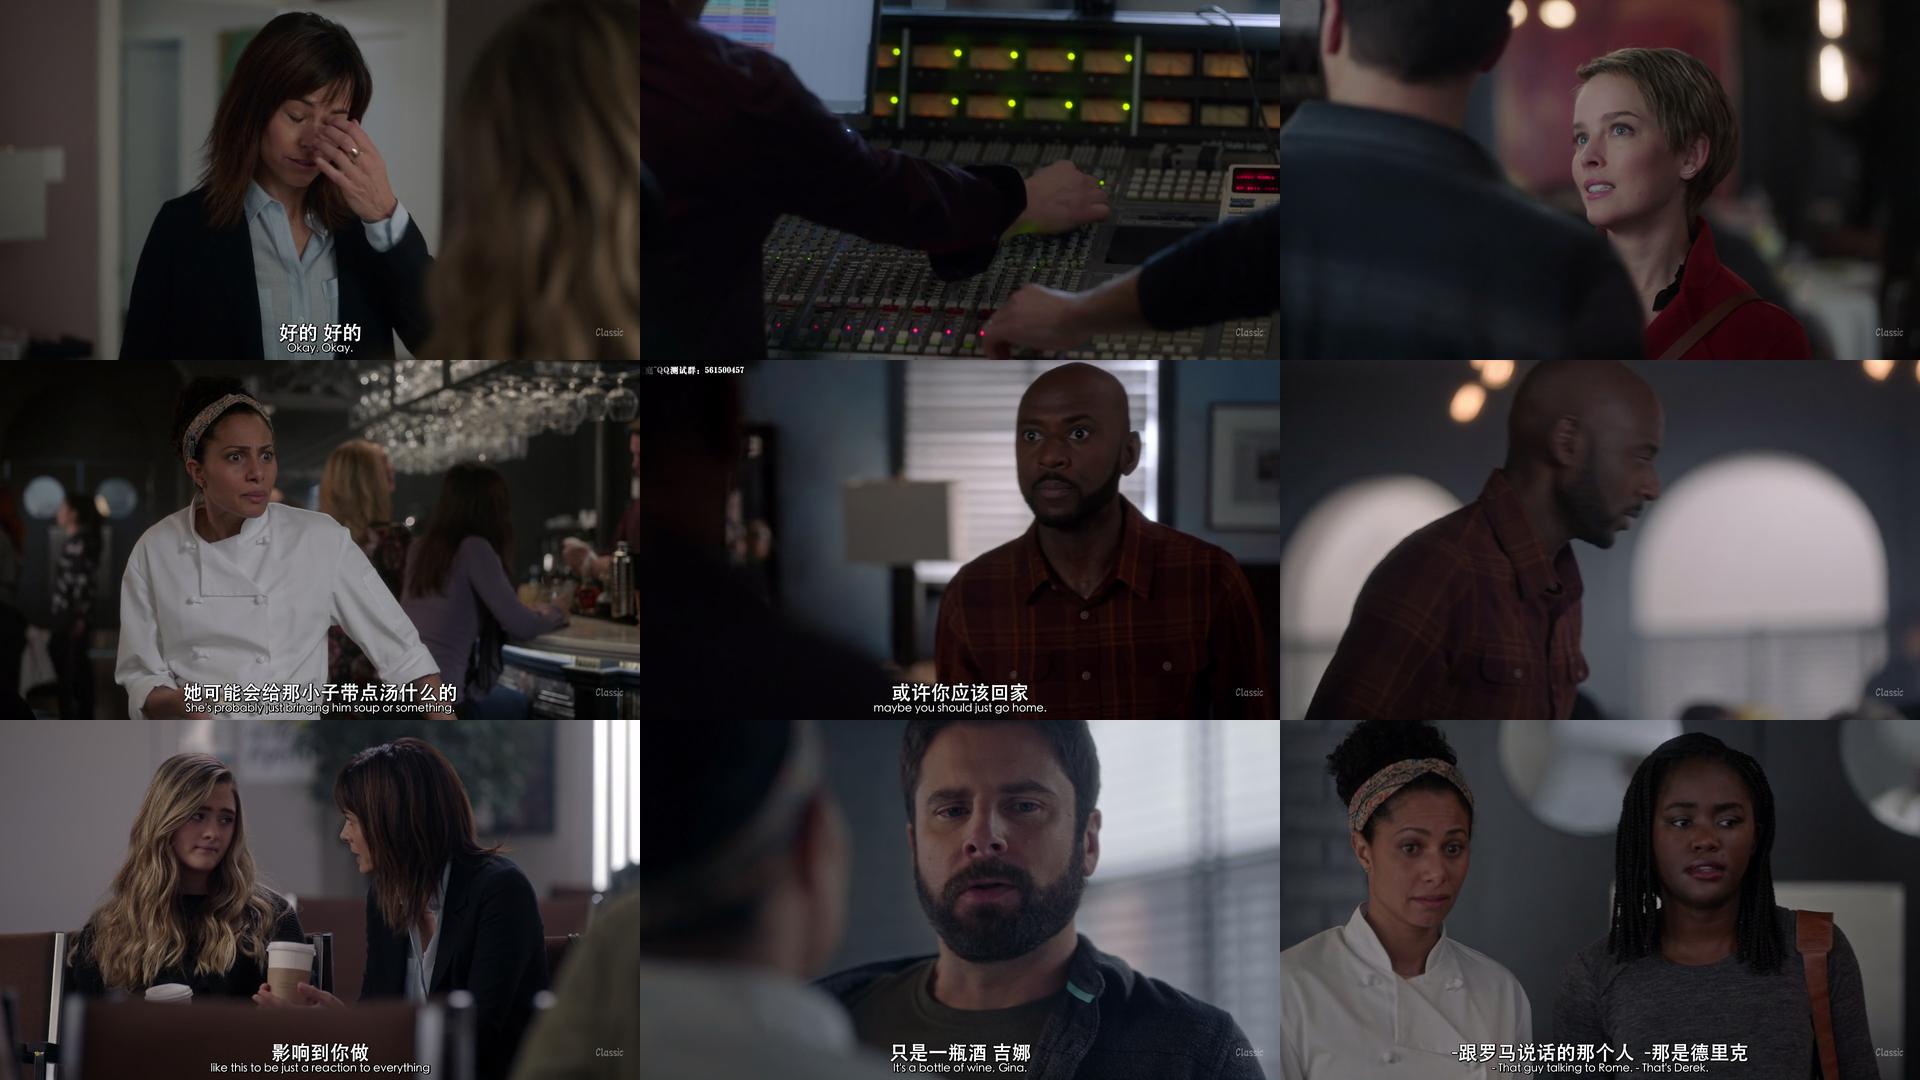 好的 好的
Okay. Okay.
Classic
Classic
Classic
她可能会给那小子带点汤什么的
She's probably just bringing him soup or something.
Classic
QQ测试群：561500457
或许你应该回家
maybe you should just go home.
Classic
Classic
影响到你做
like this to be just a reaction to everything
Classic
只是一瓶酒 吉娜
It's a bottle of wine, Gina.
Classic
-跟罗马说话的那个人 -那是德里克
- That guy talking to Rome. - That's Derek.
Classic